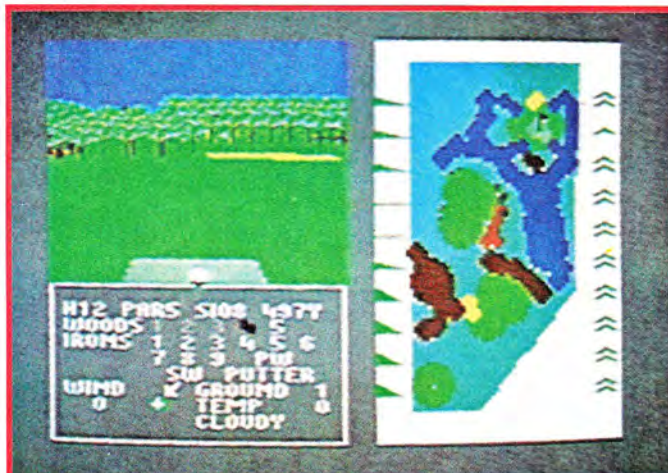 H12 PAR5 S108 497Y
WOODS 1 2 3 5
IRONS 1 2 3 4 5 6
7 8 9 PW
SW PUTTER
WIND GROUND 1
0 TEMP 0
CLOUDY